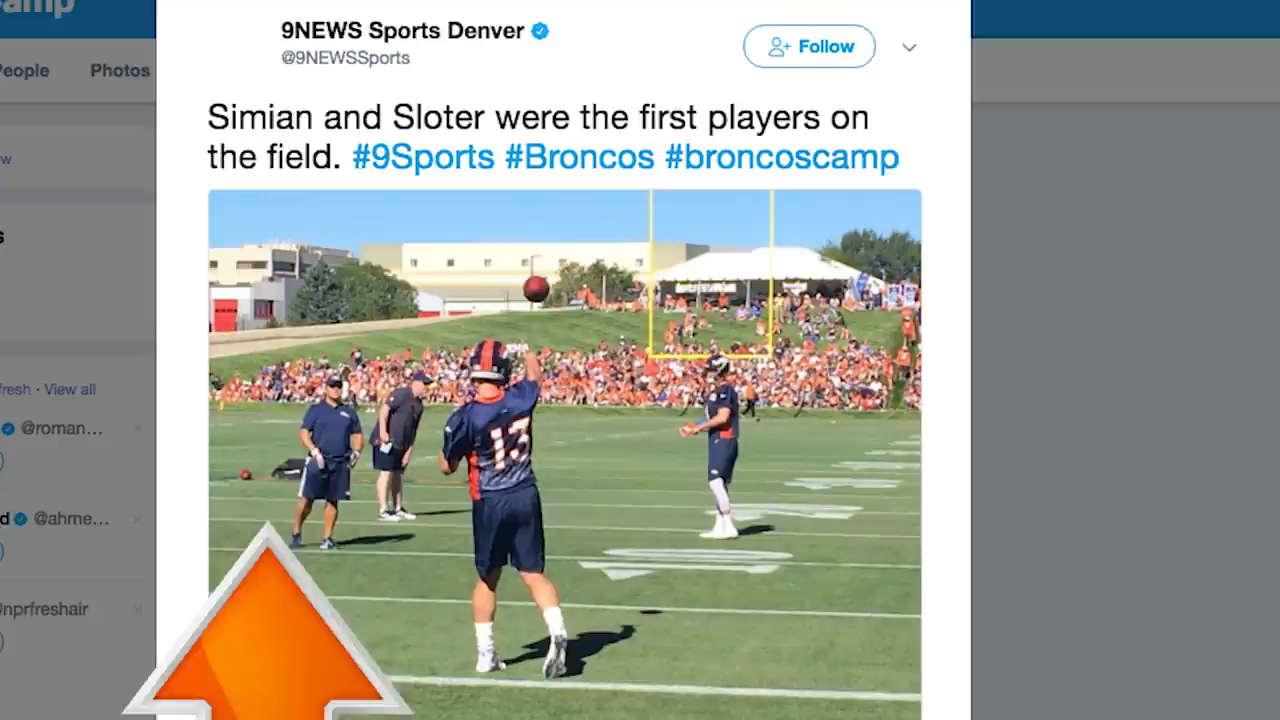 camp
People Photos
9NEWS Sports Denver
@9NEWSSports
Follow
Simian and Sloter were the first players on
the field. #9Sports #Broncos #broncoscamp
13
fresh · View all
@roman…
@ahme…
@nprfreshair